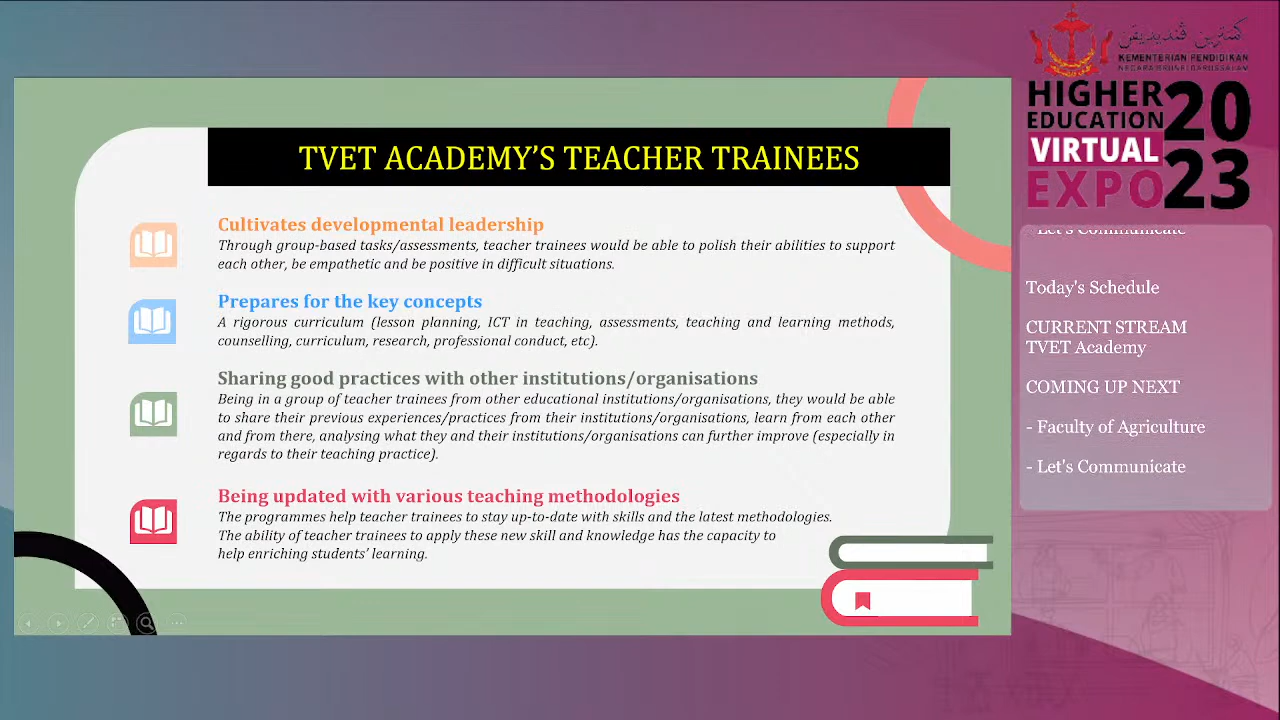 TVET ACADEMY'S TEACHER TRAINEES
Cultivates developmental leadership
Through group-based tasks/assessments, teacher trainees would be able to polish their abilities to support
each other, be empathetic and be positive in difficult situations.
Prepares for the key concepts
A rigorous curriculum (lesson planning, ICT in teaching, assessments, teaching and learning methods,
counselling, curriculum, research, professional conduct, etc).
Sharing good practices with other institutions/organisations
Being in a group of teacher trainees from other educational institutions/organisations, they would be able
to share their previous experiences/practices from their institutions/organisations, learn from each other
and from there, analysing what they and their institutions/organisations can further improve (especially in
regards to their teaching practice).
Being updated with various teaching methodologies
The programmes help teacher trainees to stay up-to-date with skills and the latest methodologies.
The ability of teacher trainees to apply these new skill and knowledge has the capacity to
help enriching students' learning.
KEMENTERIAN PENDIDIKAN
NEGARA BRUNEI DARUSSALAM
HIGHER
EDUCATION
VIRTUAL
EXPO
2023
Let's Communicate
Today's Schedule
CURRENT STREAM
TVET Academy
COMING UP NEXT
- Faculty of Agriculture
- Let's Communicate